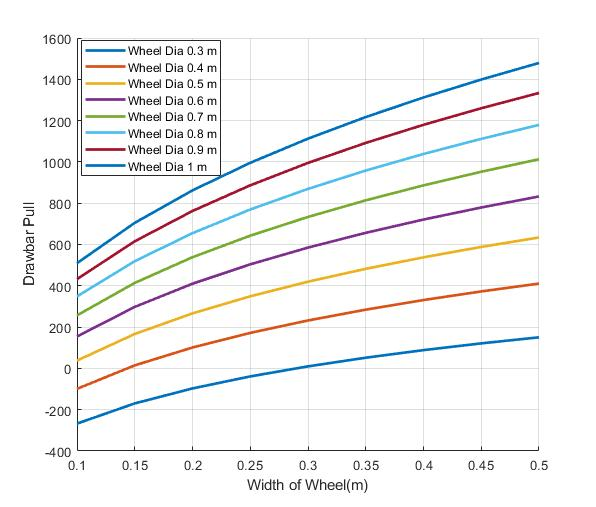 1600
1400
1200
1000
800
600
400
200
0
-200
-400
Drawbar Pull
Wheel Dia 0.3 m
Wheel Dia 0.4 m
Wheel Dia 0.5 m
Wheel Dia 0.6 m
Wheel Dia 0.7 m
Wheel Dia 0.8 m
Wheel Dia 0.9 m
Wheel Dia 1 m
0.1 0.15 0.2 0.25 0.3 0.35 0.4 0.45 0.5
Width of Wheel(m)